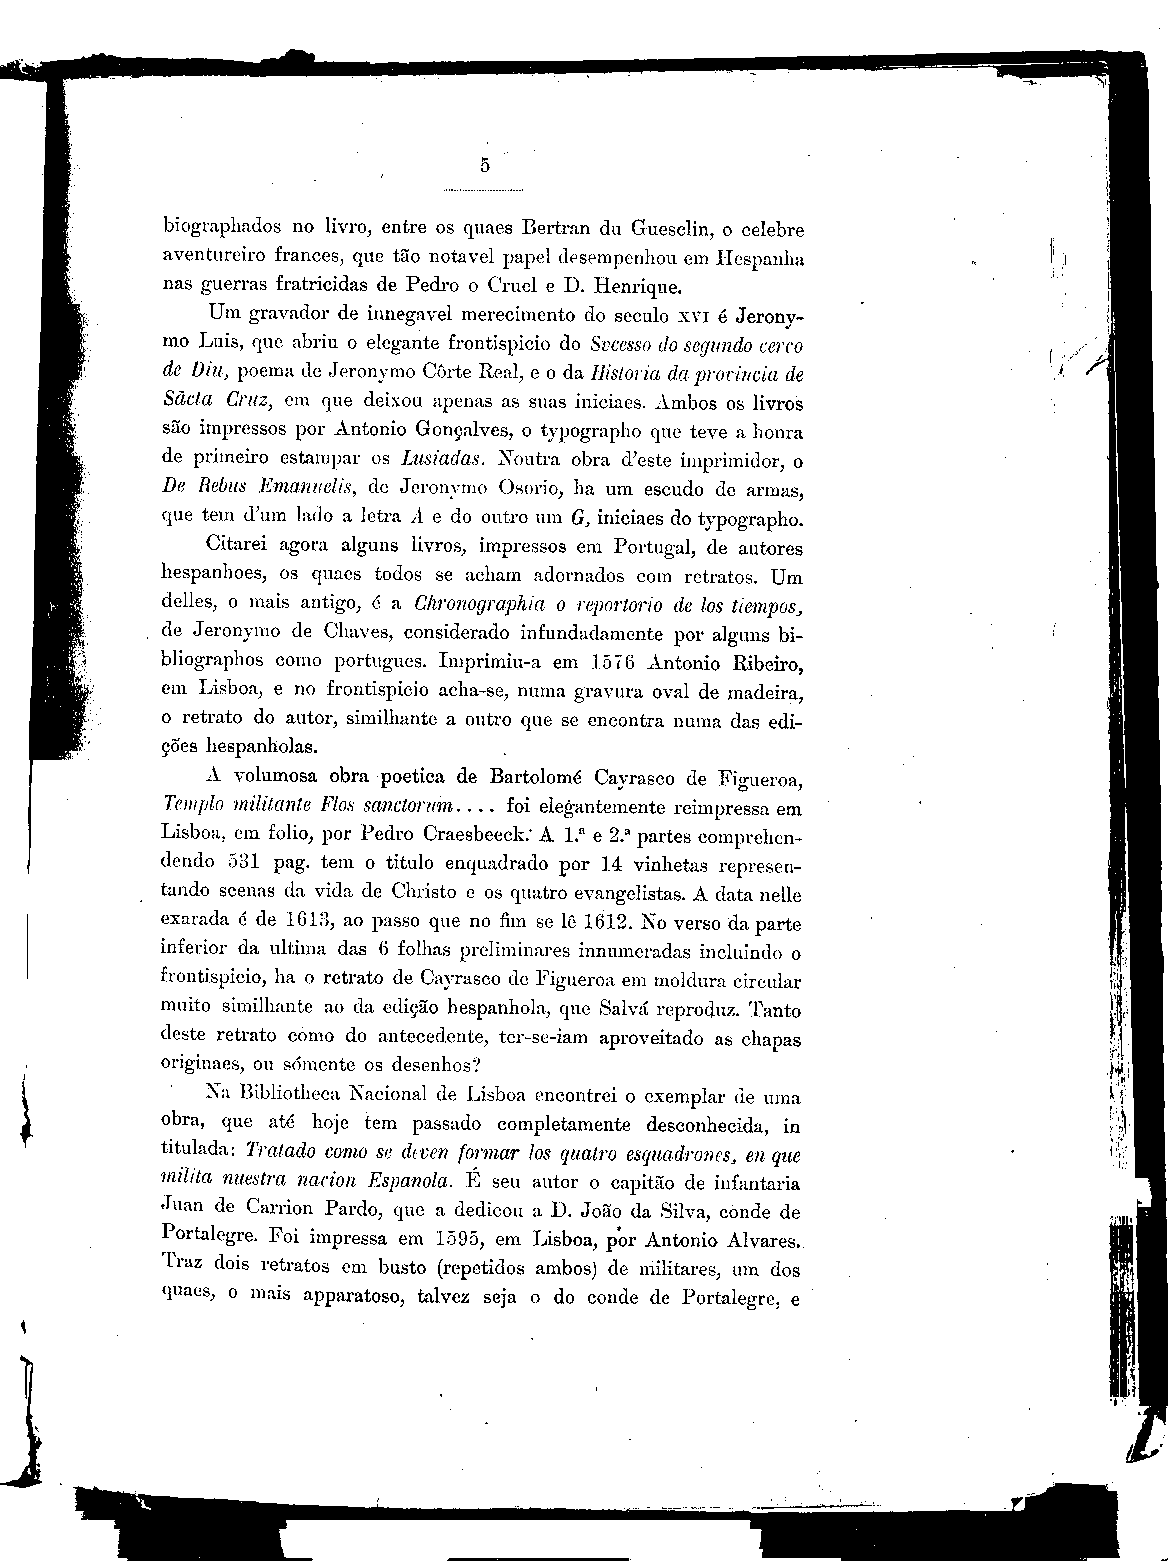 5
biographados no livro, entre os quaes Bertran du Guesclin, o celebre
aventureiro frances, que tão notavel papel desempenhou em Hespanha
nas guerras fratricidas de Pedro o Cruel e D. Henrique.
Um gravador de innegavel merecimento do seculo XVI é Jerony-
mo Luis, que abriu o elegante frontispicio do Svcesso do segundo cerco
de Diu, poema de Jeronymo Côrte Real, e o da Historia da prouincia de
Sãcta Cruz, em que deixou apenas as suas iniciaes. Ambos os livros
são impressos por Antonio Gonçalves, o typographo que teve a honra
de primeiro estampar os Lusiadas. Noutra obra d'este imprimidor, o
De Rebus Emanuelis, de Jeronymo Osorio, ha um escudo de armas,
que tem d'um lado a letra A e do outro um G, iniciaes do typographo.
Citarei agora alguns livros, impressos em Portugal, de autores
hespanhoes, os quaes todos se acham adornados com retratos. Um
delles, o mais antigo, é a Chronographia o reportorio de los tiempos,
de Jeronymo de Chaves, considerado infundadamente por alguns bi-
bliographos como portugues. Imprimiu-a em 1576 Antonio Ribeiro,
em Lisboa, e no frontispicio acha-se, numa gravura oval de madeira,
o retrato do autor, similhante a outro que se encontra numa das edi-
ções hespanholas.
A volumosa obra poetica de Bartolomé Cayrasco de Figueroa,
Templo militante Flos sanctorum.... foi elegantemente reimpressa em
Lisboa, em folio, por Pedro Craesbeeck. A 1.ª e 2.ª partes comprehen-
dendo 531 pag. tem o titulo enquadrado por 14 vinhetas represen-
tando scenas da vida de Christo e os quatro evangelistas. A data nelle
exarada é de 1613, ao passo que no fim se lê 1612. No verso da parte
inferior da ultima das 6 folhas preliminares innumeradas incluindo o
frontispicio, ha o retrato de Cayrasco de Figueroa em moldura circular
muito similhante ao da edição hespanhola, que Salvá reproduz. Tanto
deste retrato como do antecedente, ter-se-iam aproveitado as chapas
originaes, ou sómente os desenhos?
Na Bibliotheca Nacional de Lisboa encontrei o exemplar de uma
obra, que até hoje tem passado completamente desconhecida, in
titulada: Tratado como se deven formar los quatro esquadrones, en que
milita nuestra nacion Espanola. É seu autor o capitão de infantaria
Juan de Carrion Pardo, que a dedicou a D. João da Silva, conde de
Portalegre. Foi impressa em 1595, em Lisboa, por Antonio Alvares.
Traz dois retratos em busto (repetidos ambos) de militares, um dos
quaes, o mais apparatoso, talvez seja o do conde de Portalegre, e